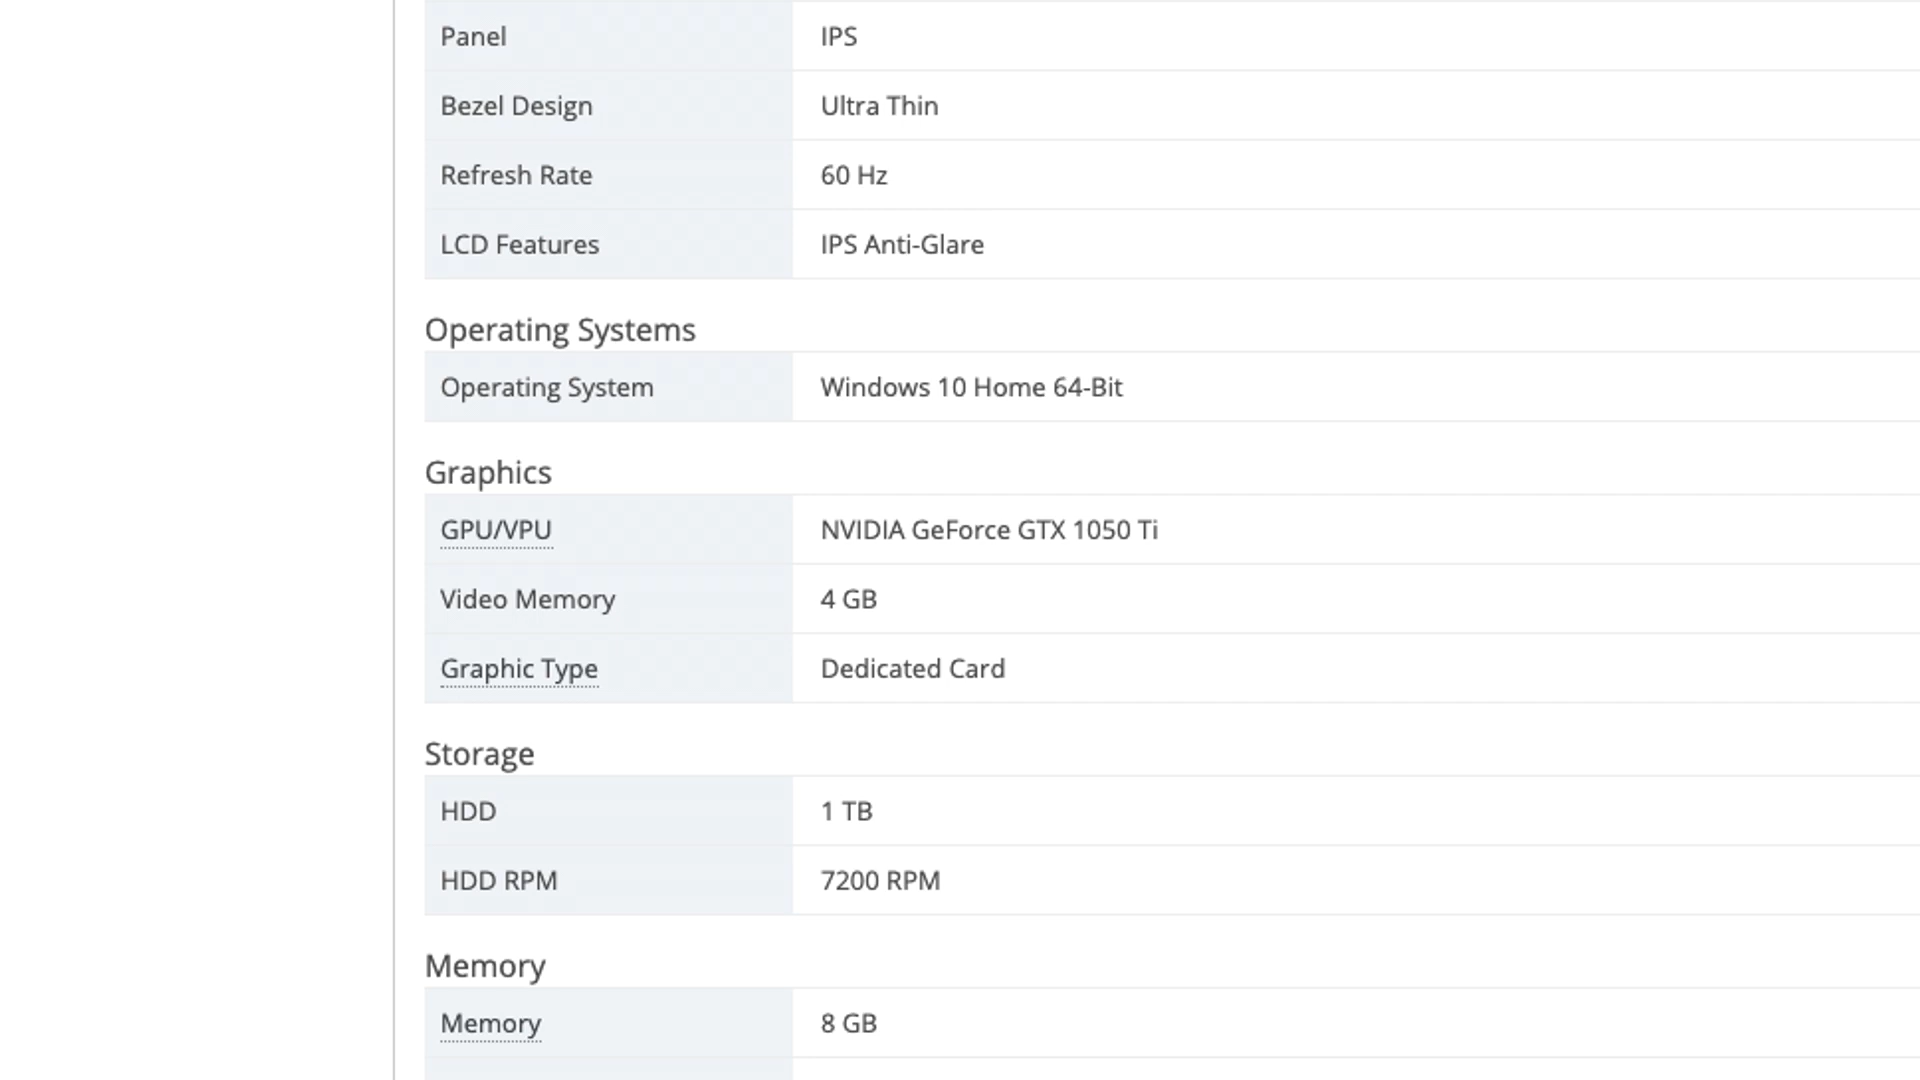 Panel IPS
Bezel Design Ultra Thin
Refresh Rate 60 Hz
LCD Features IPS Anti-Glare
Operating Systems
Operating System Windows 10 Home 64-Bit
Graphics
GPU/VPU NVIDIA GeForce GTX 1050 Ti
Video Memory 4 GB
Graphic Type Dedicated Card
Storage
HDD 1 TB
HDD RPM 7200 RPM
Memory
Memory 8 GB